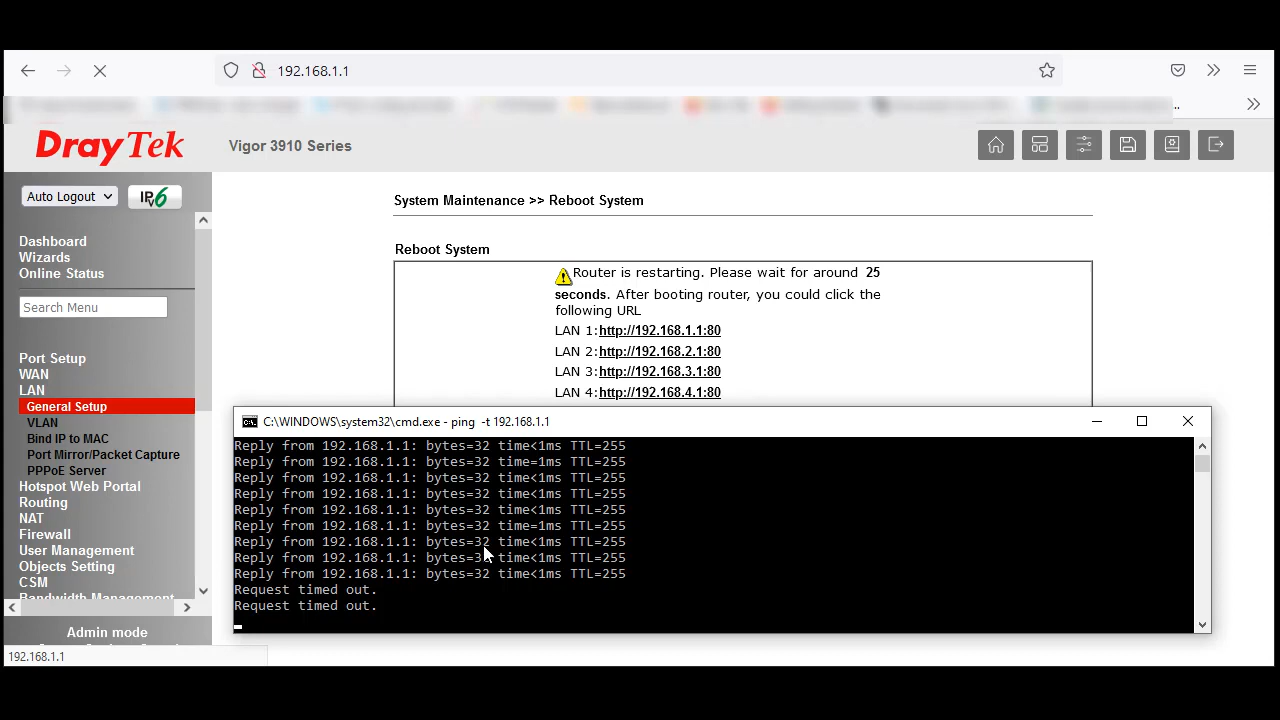 192.168.1.1
DrayTek
Vigor 3910 Series
Auto Logout
IPv6
Dashboard
Wizards
Online Status
Search Menu
Port Setup
WAN
LAN
General Setup
VLAN
Bind IP to MAC
Port Mirror/Packet Capture
PPPoE Server
Hotspot Web Portal
Routing
NAT
Firewall
User Management
Objects Setting
CSM
Bandwidth Management
Admin mode
192.168.1.1
System Maintenance >> Reboot System
Reboot System
Router is restarting. Please wait for around 25
seconds. After booting router, you could click the
following URL
LAN 1:http://192.168.1.1:80
LAN 2:http://192.168.2.1:80
LAN 3:http://192.168.3.1:80
LAN 4:http://192.168.4.1:80
C:\WINDOWS\system32\cmd.exe - ping -t 192.168.1.1
Reply from 192.168.1.1: bytes=32 time<1ms TTL=255
Reply from 192.168.1.1: bytes=32 time=1ms TTL=255
Reply from 192.168.1.1: bytes=32 time<1ms TTL=255
Reply from 192.168.1.1: bytes=32 time<1ms TTL=255
Reply from 192.168.1.1: bytes=32 time<1ms TTL=255
Reply from 192.168.1.1: bytes=32 time=1ms TTL=255
Reply from 192.168.1.1: bytes=32 time<1ms TTL=255
Reply from 192.168.1.1: bytes=32 time<1ms TTL=255
Reply from 192.168.1.1: bytes=32 time<1ms TTL=255
Request timed out.
Request timed out.